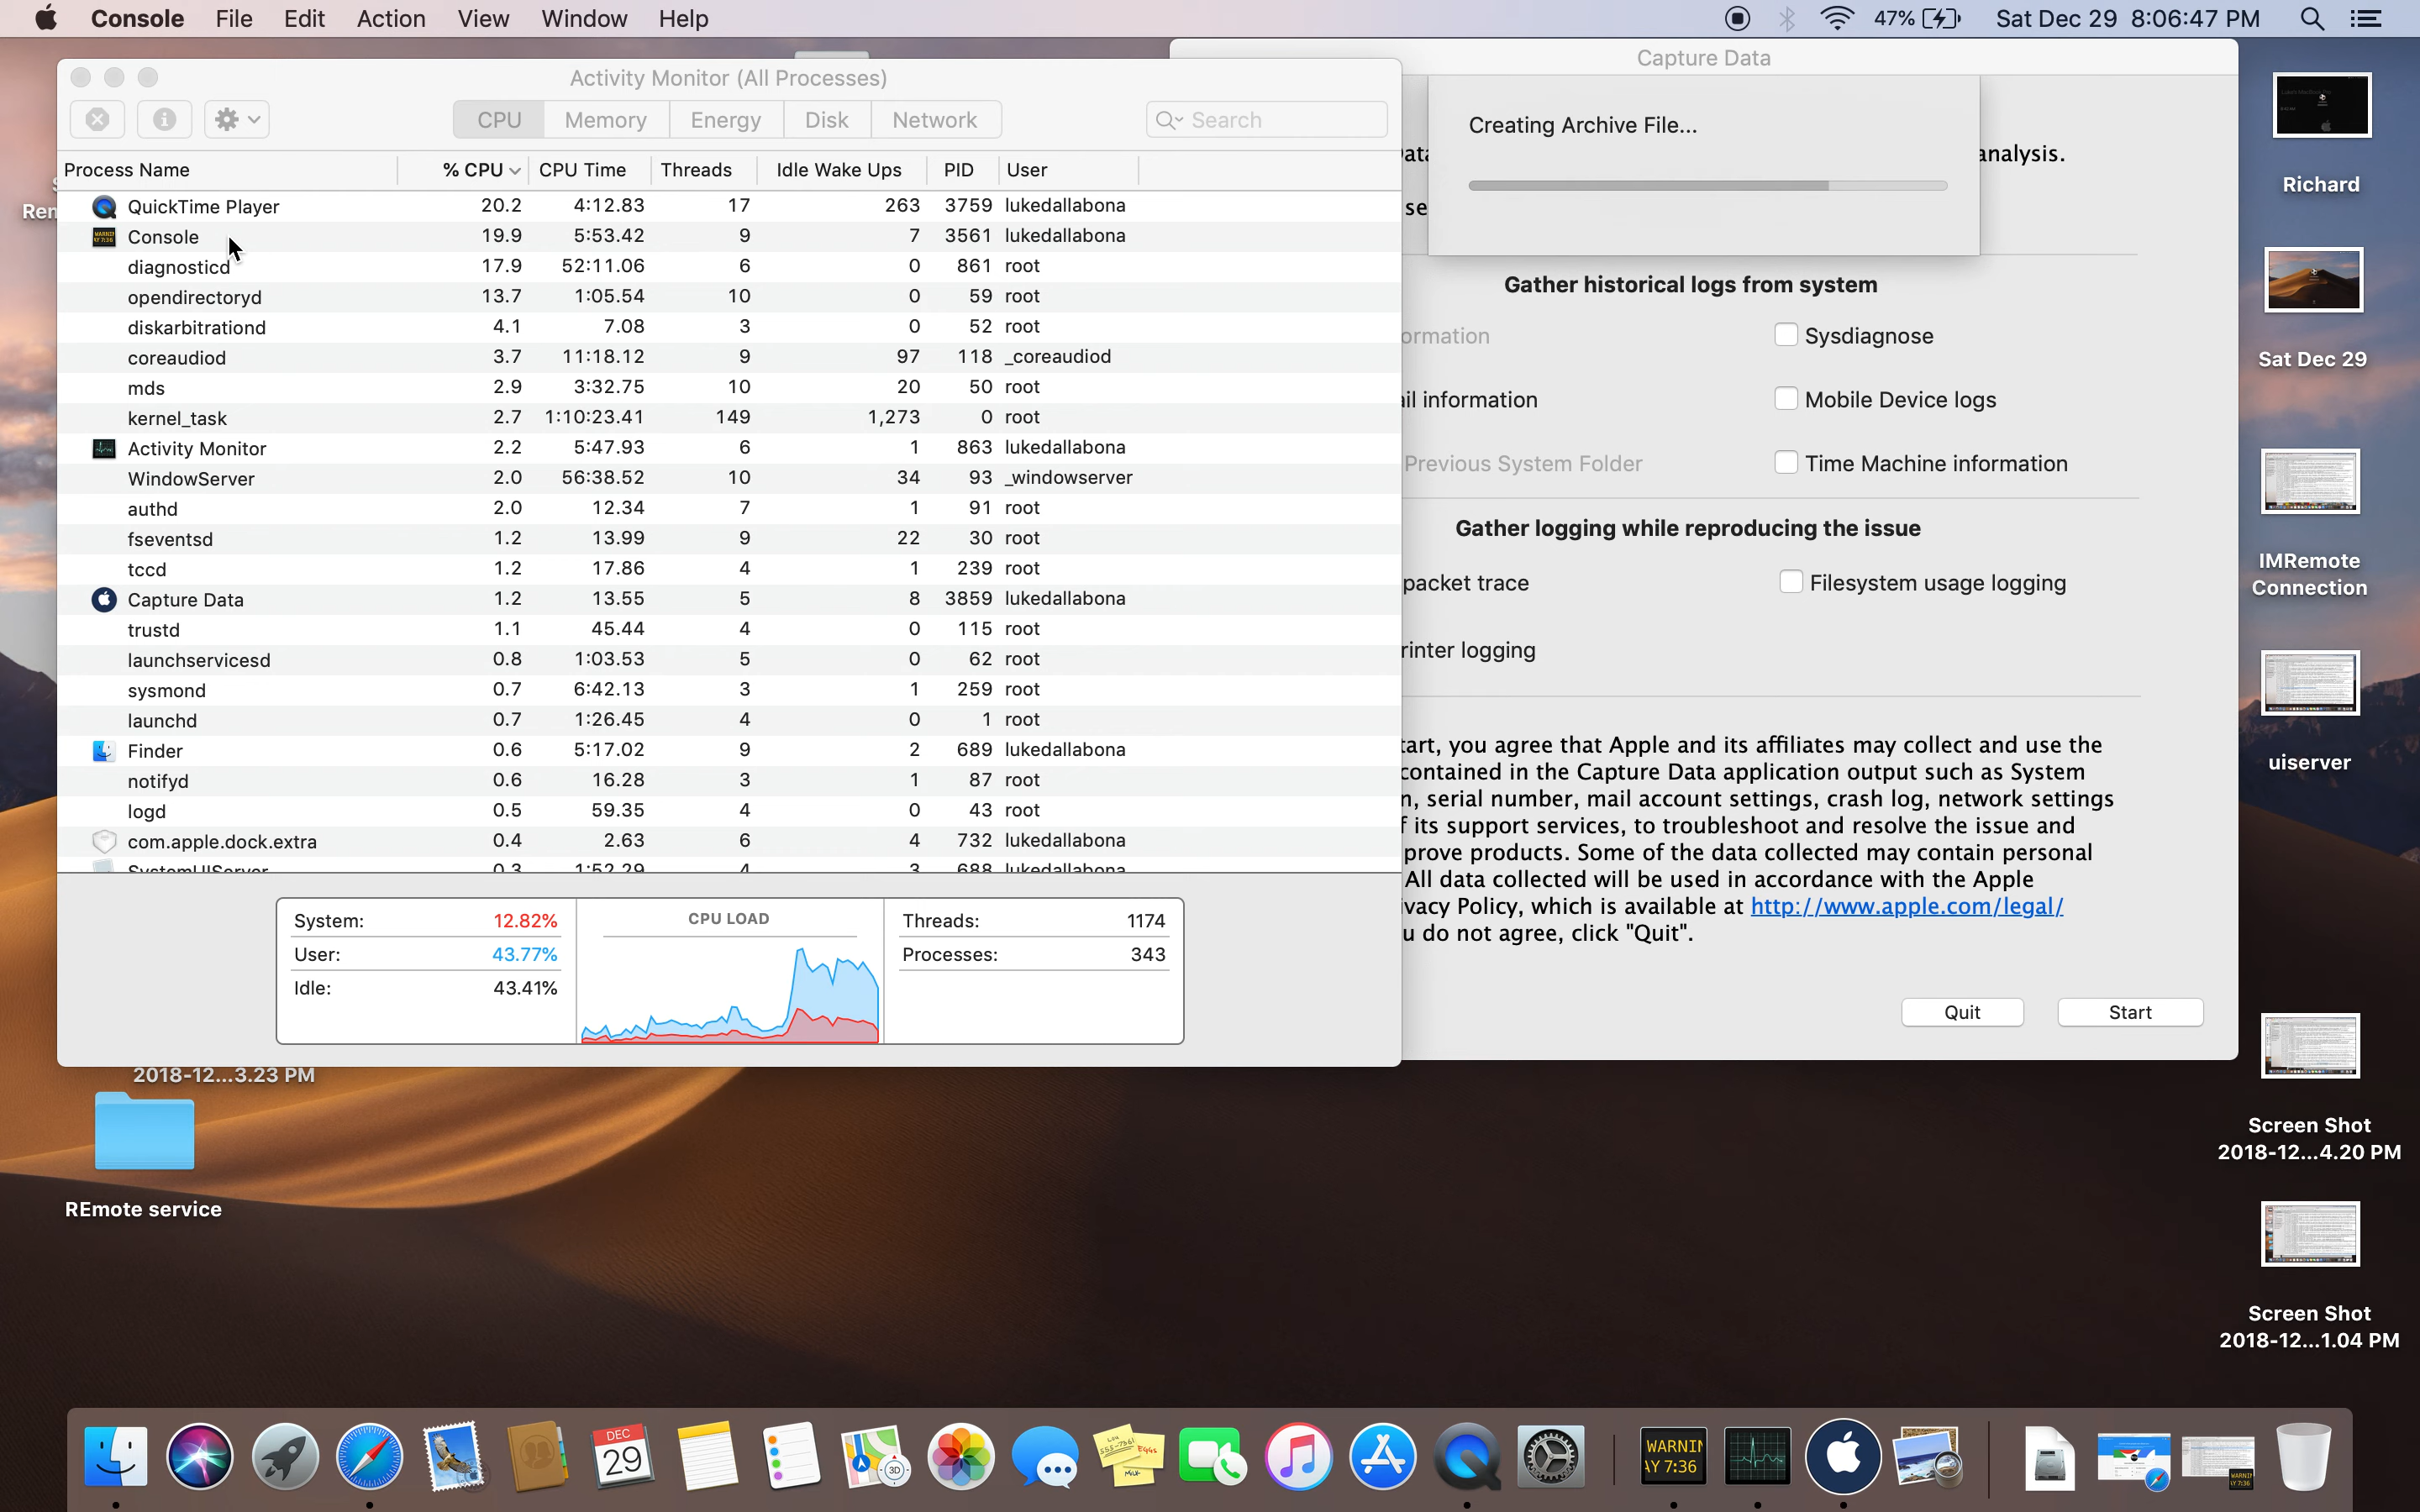 Console File Edit Action View Window Help 47% Sat Dec 29 8:06:47 PM
Activity Monitor (All Processes)
CPU Memory Energy Disk Network Search
Process Name % CPU CPU Time Threads Idle Wake Ups PID User
QuickTime Player 20.2 4:12.83 17 263 3759 lukedallabona
Console 19.9 5:53.42 9 7 3561 lukedallabona
diagnosticd 17.9 52:11.06 6 0 861 root
opendirectoryd 13.7 1:05.54 10 0 59 root
diskarbitrationd 4.1 7.08 3 0 52 root
coreaudiod 3.7 11:18.12 9 97 118 _coreaudiod
mds 2.9 3:32.75 10 20 50 root
kernel_task 2.7 1:10:23.41 149 1,273 0 root
Activity Monitor 2.2 5:47.93 6 1 863 lukedallabona
WindowServer 2.0 56:38.52 10 34 93 _windowserver
authd 2.0 12.34 7 1 91 root
fseventsd 1.2 13.99 9 22 30 root
tccd 1.2 17.86 4 1 239 root
Capture Data 1.2 13.55 5 8 3859 lukedallabona
trustd 1.1 45.44 4 0 115 root
launchservicesd 0.8 1:03.53 5 0 62 root
sysmond 0.7 6:42.13 3 1 259 root
launchd 0.7 1:26.45 4 0 1 root
Finder 0.6 5:17.02 9 2 689 lukedallabona
notifyd 0.6 16.28 3 1 87 root
logd 0.5 59.35 4 0 43 root
com.apple.dock.extra 0.4 2.63 6 4 732 lukedallabona
SystemUIServer 0.3 1:52.29 4 3 688 lukedallabona
System: 12.82%
User: 43.77%
Idle: 43.41%
CPU LOAD
Threads: 1174
Processes: 343
Capture Data
Creating Archive File...
analysis.
se
Gather historical logs from system
ormation Sysdiagnose
il information Mobile Device logs
Previous System Folder Time Machine information
Gather logging while reproducing the issue
packet trace Filesystem usage logging
rinter logging
tart, you agree that Apple and its affiliates may collect and use the
contained in the Capture Data application output such as System
n, serial number, mail account settings, crash log, network settings
f its support services, to troubleshoot and resolve the issue and
prove products. Some of the data collected may contain personal
All data collected will be used in accordance with the Apple
ivacy Policy, which is available at http://www.apple.com/legal/
u do not agree, click "Quit".
Quit Start
Ren
2018-12...3.23 PM
REmote service
Richard
Sat Dec 29
IMRemote
Connection
uiserver
Screen Shot
2018-12...4.20 PM
Screen Shot
2018-12...1.04 PM
DEC
29
3D
WARNIN
AY 7:36